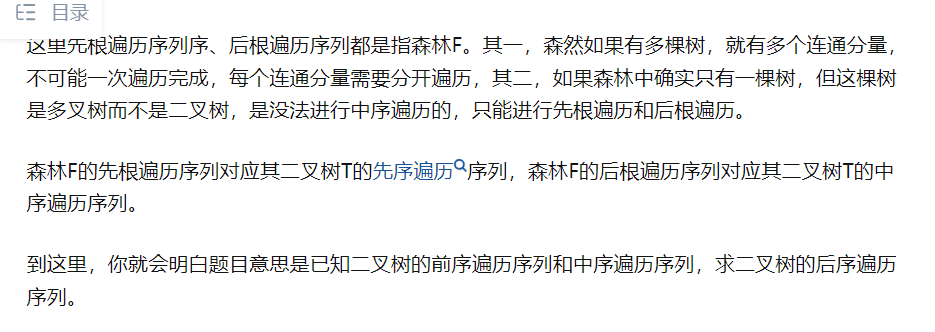 目录
这里先根遍历序列序、后根遍历序列都是指森林F。其一，森然如果有多棵树，就有多个连通分量，
不可能一次遍历完成，每个连通分量需要分开遍历，其二，如果森林中确实只有一棵树，但这棵树
是多叉树而不是二叉树，是没法进行中序遍历的，只能进行先根遍历和后根遍历。
森林F的先根遍历序列对应其二叉树T的先序遍历序列，森林F的后根遍历序列对应其二叉树T的中
序遍历序列。
到这里，你就会明白题目意思是已知二叉树的前序遍历序列和中序遍历序列，求二叉树的后序遍历
序列。